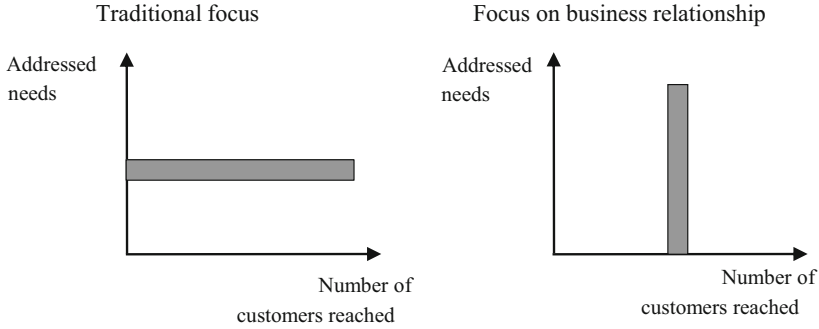 Traditional focus
Addressed
needs
Number of
customers reached
Focus on business relationship
Addressed
needs
Number of
customers reached